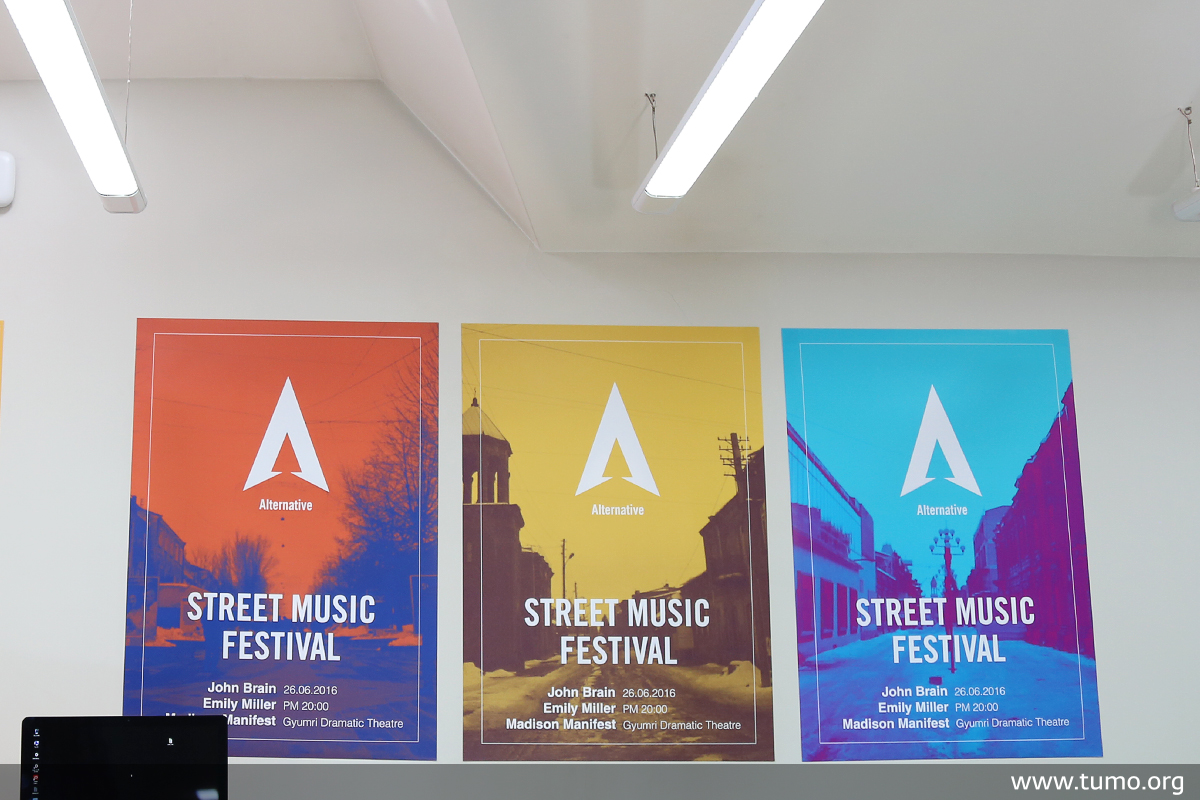 Alternative
STREET MUSIC
FESTIVAL
John Brain 26.06.2016
Emily Miller PM 20:00
Manifest Gyumri Dramatic Theatre
Alternative
STREET MUSIC
FESTIVAL
John Brain 26.06.2016
Emily Miller PM 20:00
Madison Manifest Gyumri Dramatic Theatre
Alternative
STREET MUSIC
FESTIVAL
John Brain 26.06.2016
Emily Miller PM 20:00
Madison Manifest Gyumri Dramatic Theatre
www.tumo.org